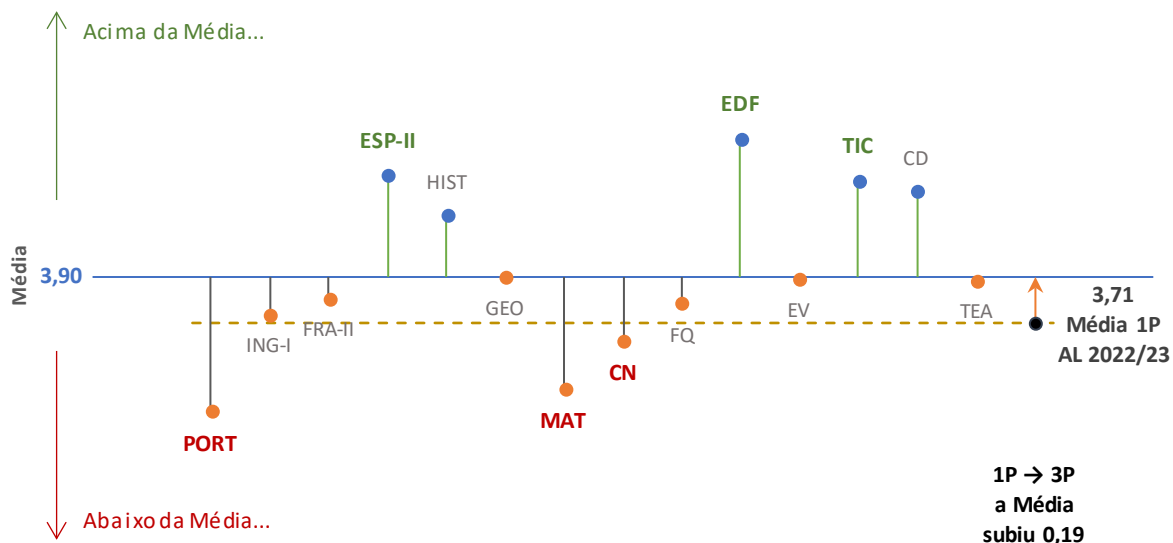 Acima da Média...
EDF
ESP-II
TIC
CD
HIST
Média
3,90
GEO
EV
TEA
3,71
Média 1P
AL 2022/23
ING-I
FRA-II
FQ
CN
MAT
PORT
1P → 3P
a Média
subiu 0,19
Abaixo da Média...